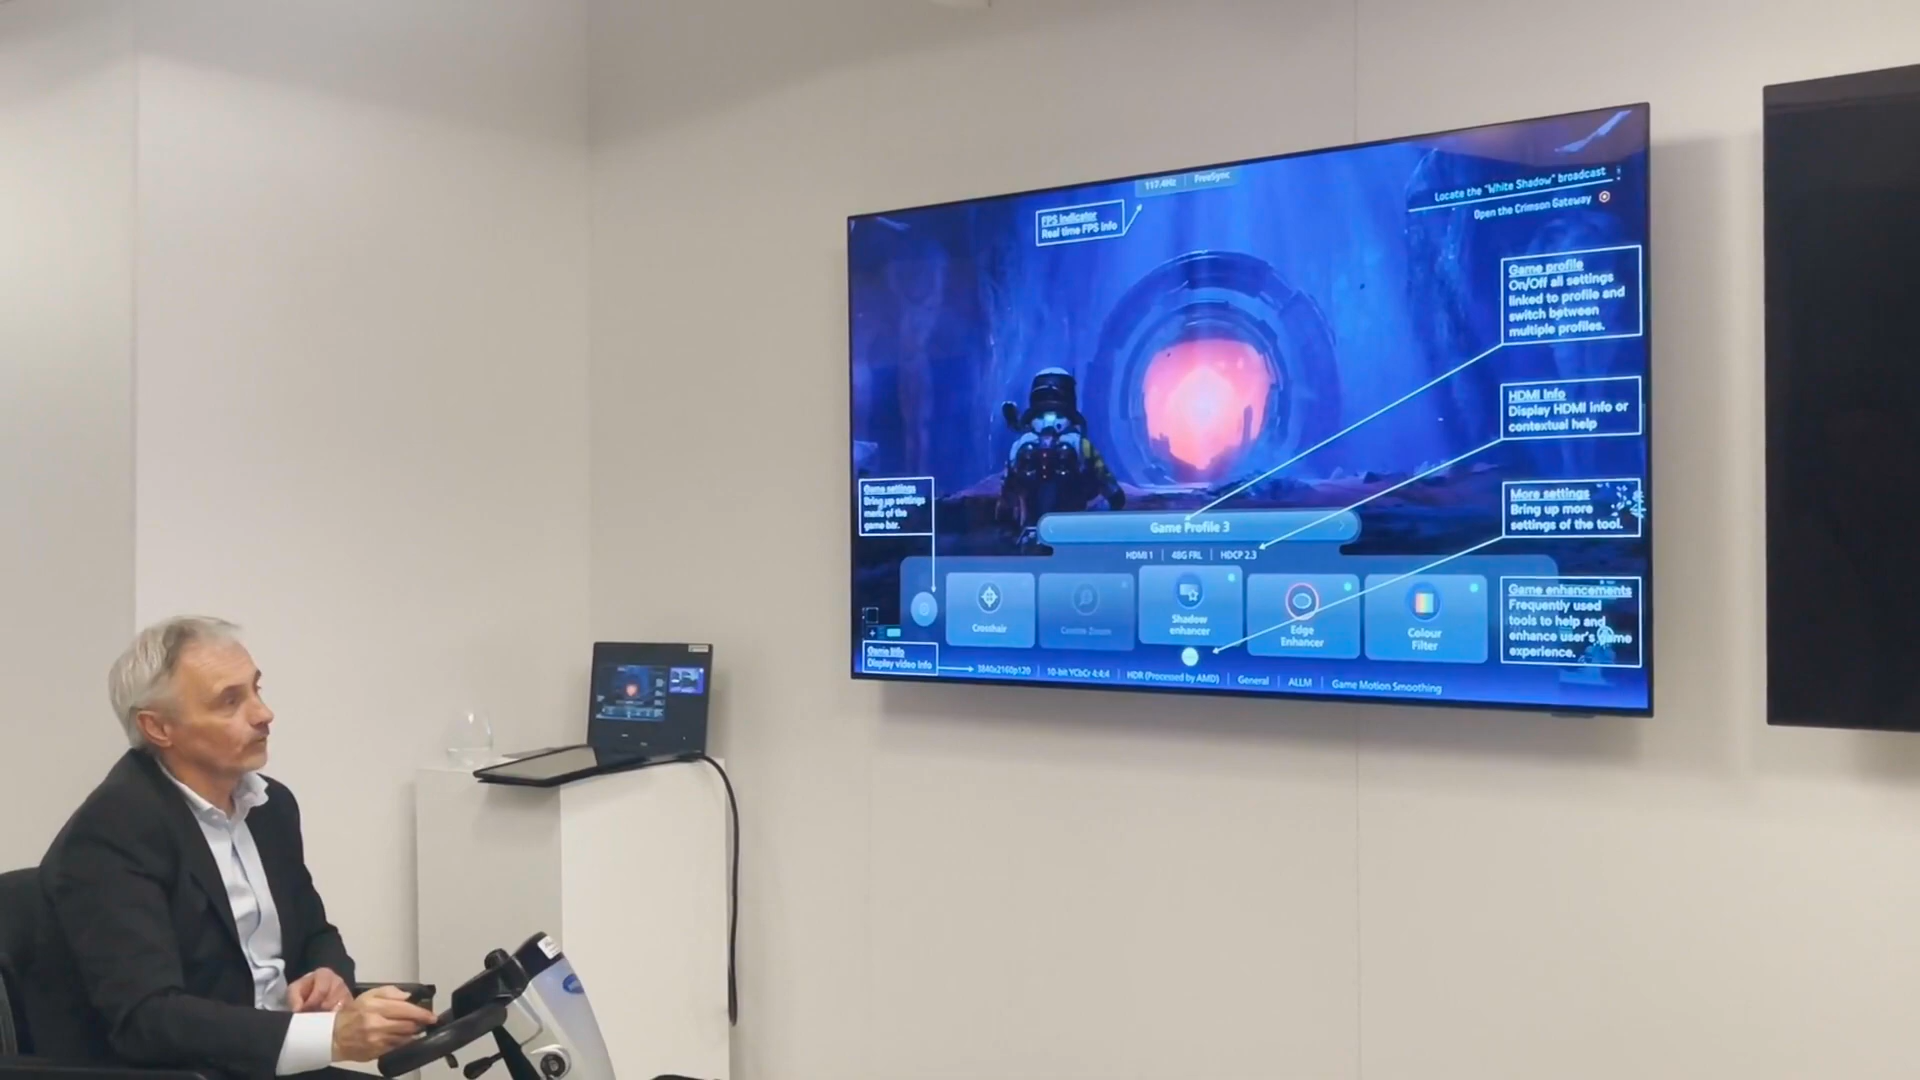 117.4Hz | FreeSync
FPS indicator
Real time FPS info
Locate the "White Shadow" broadcast
Open the Crimson Gateway
Game profile
On/Off all settings
linked to profile and
switch between
multiple profiles.
HDMI Info
Display HDMI info or
contextual help
Game settings
Bring up settings
menu of the
game bar.
More settings
Bring up more
settings of the tool.
Game Profile 3
HDMI 1 | 48G FRL | HDCP 2.3
Crosshair
Centre Zoom
Shadow
enhancer
Edge
Enhancer
Colour
Filter
Game enhancements
Frequently used
tools to help and
enhance user's game
experience.
Game Info
Display video info
3840x2160p120 | 10-bit YCbCr 4:4:4 | HDR (Processed by AMD) | General | ALLM | Game Motion Smoothing